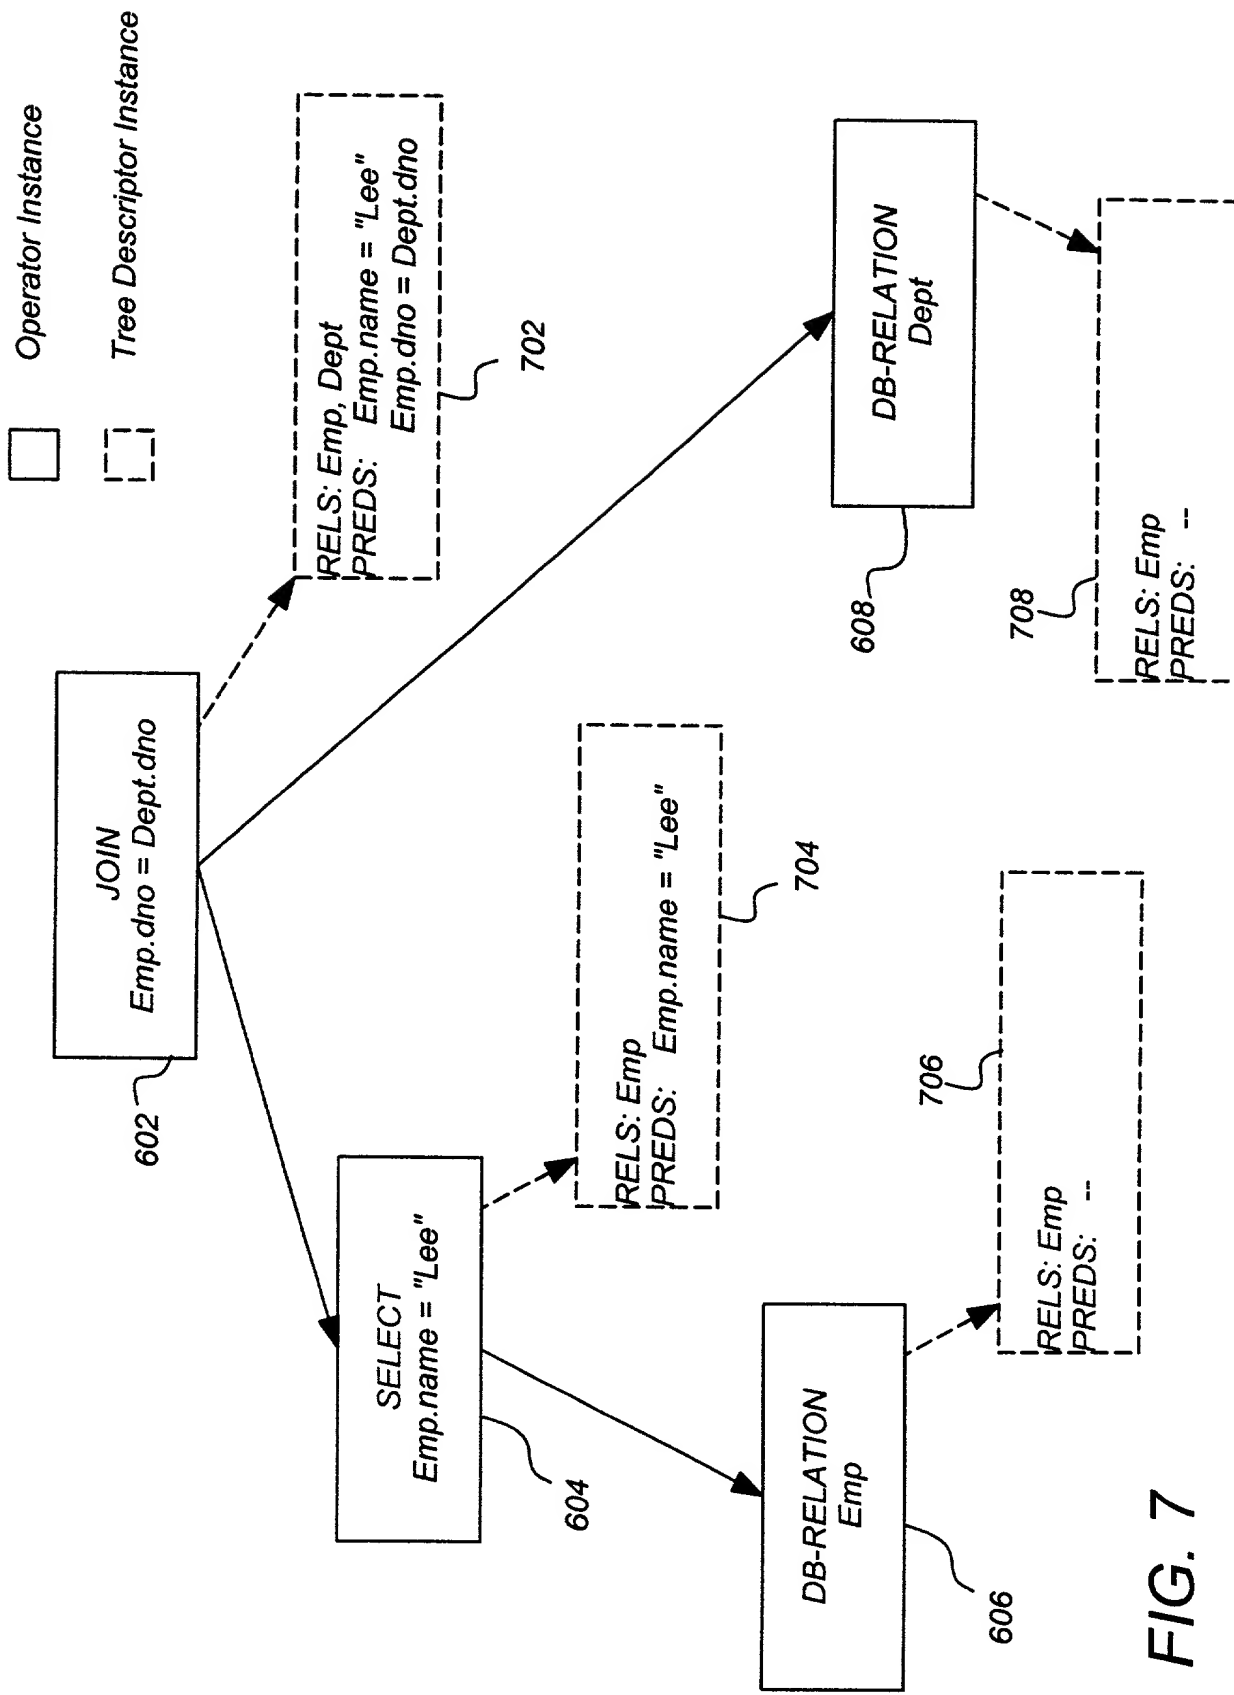 Operator Instance
Tree Descriptor Instance
JOIN
Emp.dno = Dept.dno
602
RELS: Emp, Dept
PREDS: Emp.name = "Lee"
Emp.dno = Dept.dno
702
SELECT
Emp.name = "Lee"
604
RELS: Emp
PREDS: Emp.name = "Lee"
704
DB-RELATION
Emp
606
706
RELS: Emp
PREDS: --
DB-RELATION
Dept
608
708
RELS: Emp
PREDS: --
FIG. 7